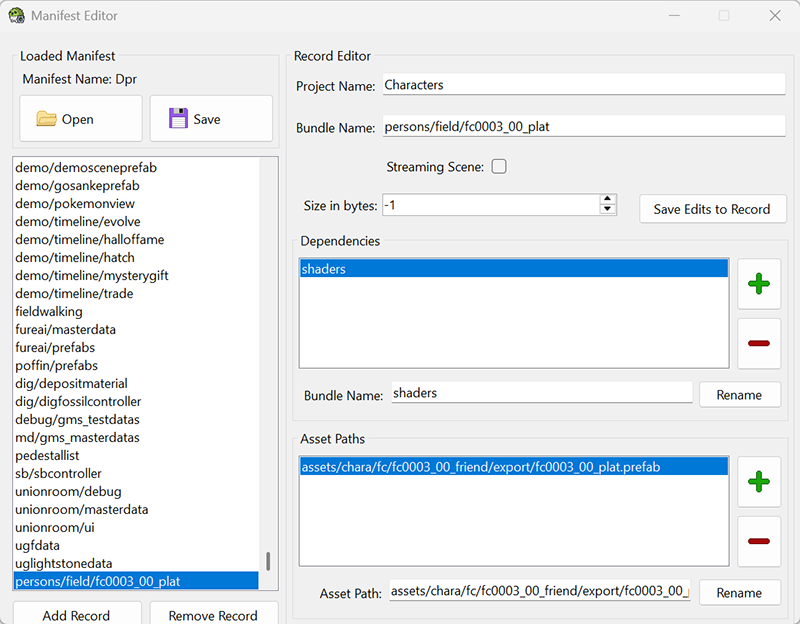 Manifest Editor
Loaded Manifest
Manifest Name: Dpr
Open
Save
demo/demosceneprefab
demo/gosankeprefab
demo/pokemonview
demo/timeline/evolve
demo/timeline/halloffame
demo/timeline/hatch
demo/timeline/mysterygift
demo/timeline/trade
fieldwalking
fureai/masterdata
fureai/prefabs
poffin/prefabs
dig/depositmaterial
dig/digfossilcontroller
debug/gms_testdatas
md/gms_masterdatas
pedestallist
sb/sbcontroller
unionroom/debug
unionroom/masterdata
unionroom/ui
ugfdata
uglightstonedata
persons/field/fc0003_00_plat
Add Record
Remove Record
Record Editor
Project Name: Characters
Bundle Name: persons/field/fc0003_00_plat
Streaming Scene:
Size in bytes: -1
Save Edits to Record
Dependencies
shaders
Bundle Name: shaders
Rename
Asset Paths
assets/chara/fc/fc0003_00_friend/export/fc0003_00_plat.prefab
Asset Path: assets/chara/fc/fc0003_00_friend/export/fc0003_00_
Rename